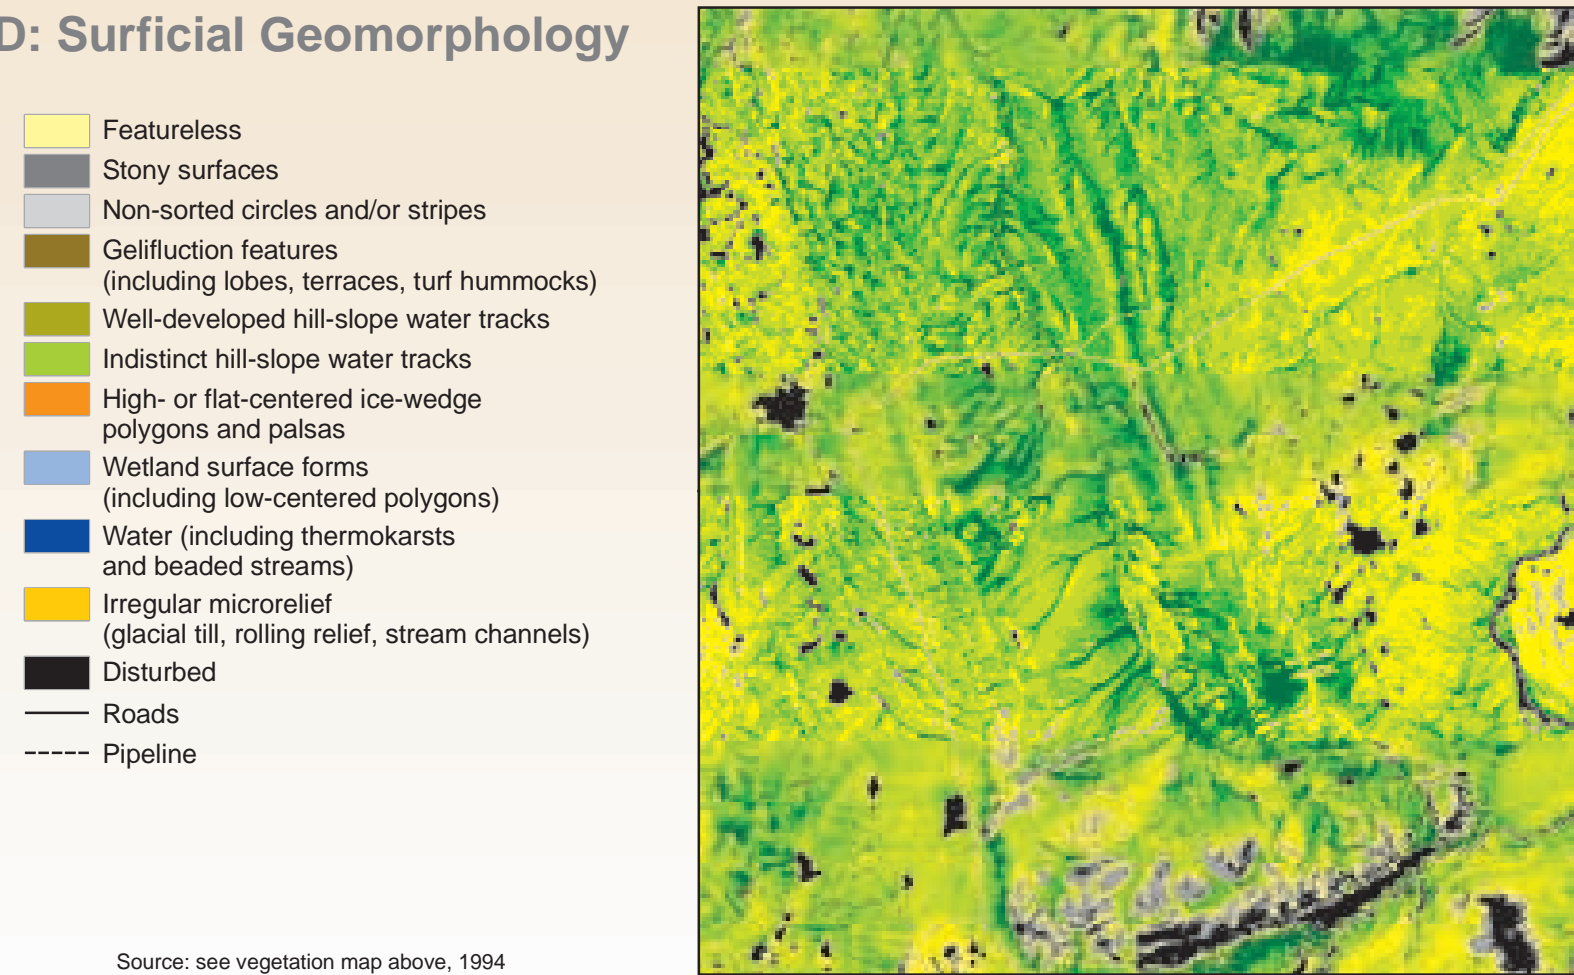 D: Surficial Geomorphology
Featureless
Stony surfaces
Non-sorted circles and/or stripes
Gelifluction features
(including lobes, terraces, turf hummocks)
Well-developed hill-slope water tracks
Indistinct hill-slope water tracks
High- or flat-centered ice-wedge
polygons and palsas
Wetland surface forms
(including low-centered polygons)
Water (including thermokarsts
and beaded streams)
Irregular microrelief
(glacial till, rolling relief, stream channels)
Disturbed
Roads
Pipeline
Source: see vegetation map above, 1994